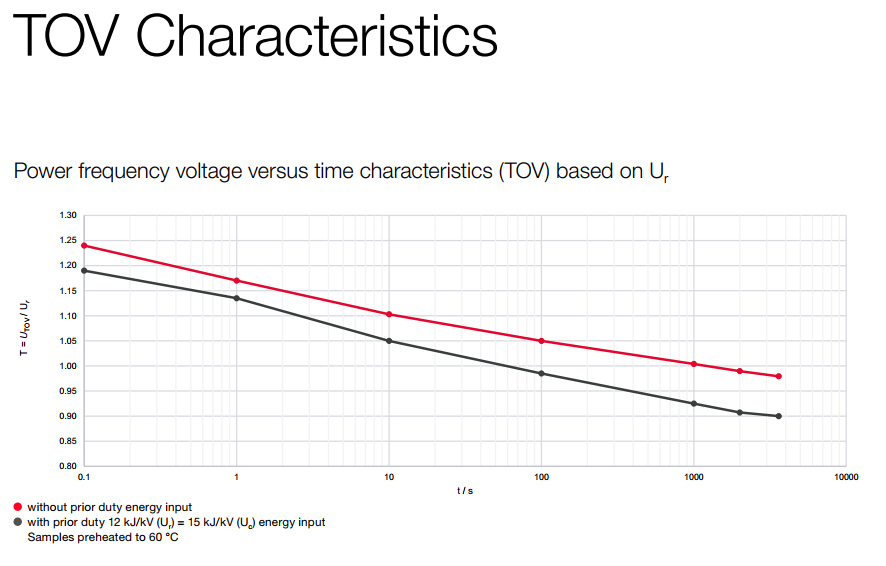 TOV Characteristics
Power frequency voltage versus time characteristics (TOV) based on Ur
1.30
1.25
1.20
1.15
1.10
1.05
1.00
0.95
0.90
0.85
0.80
T = UTOV / Ur
0.1 1 10 100 1000 10000
t / s
without prior duty energy input
with prior duty 12 kJ/kV (Ur) = 15 kJ/kV (Uc) energy input
Samples preheated to 60 °C